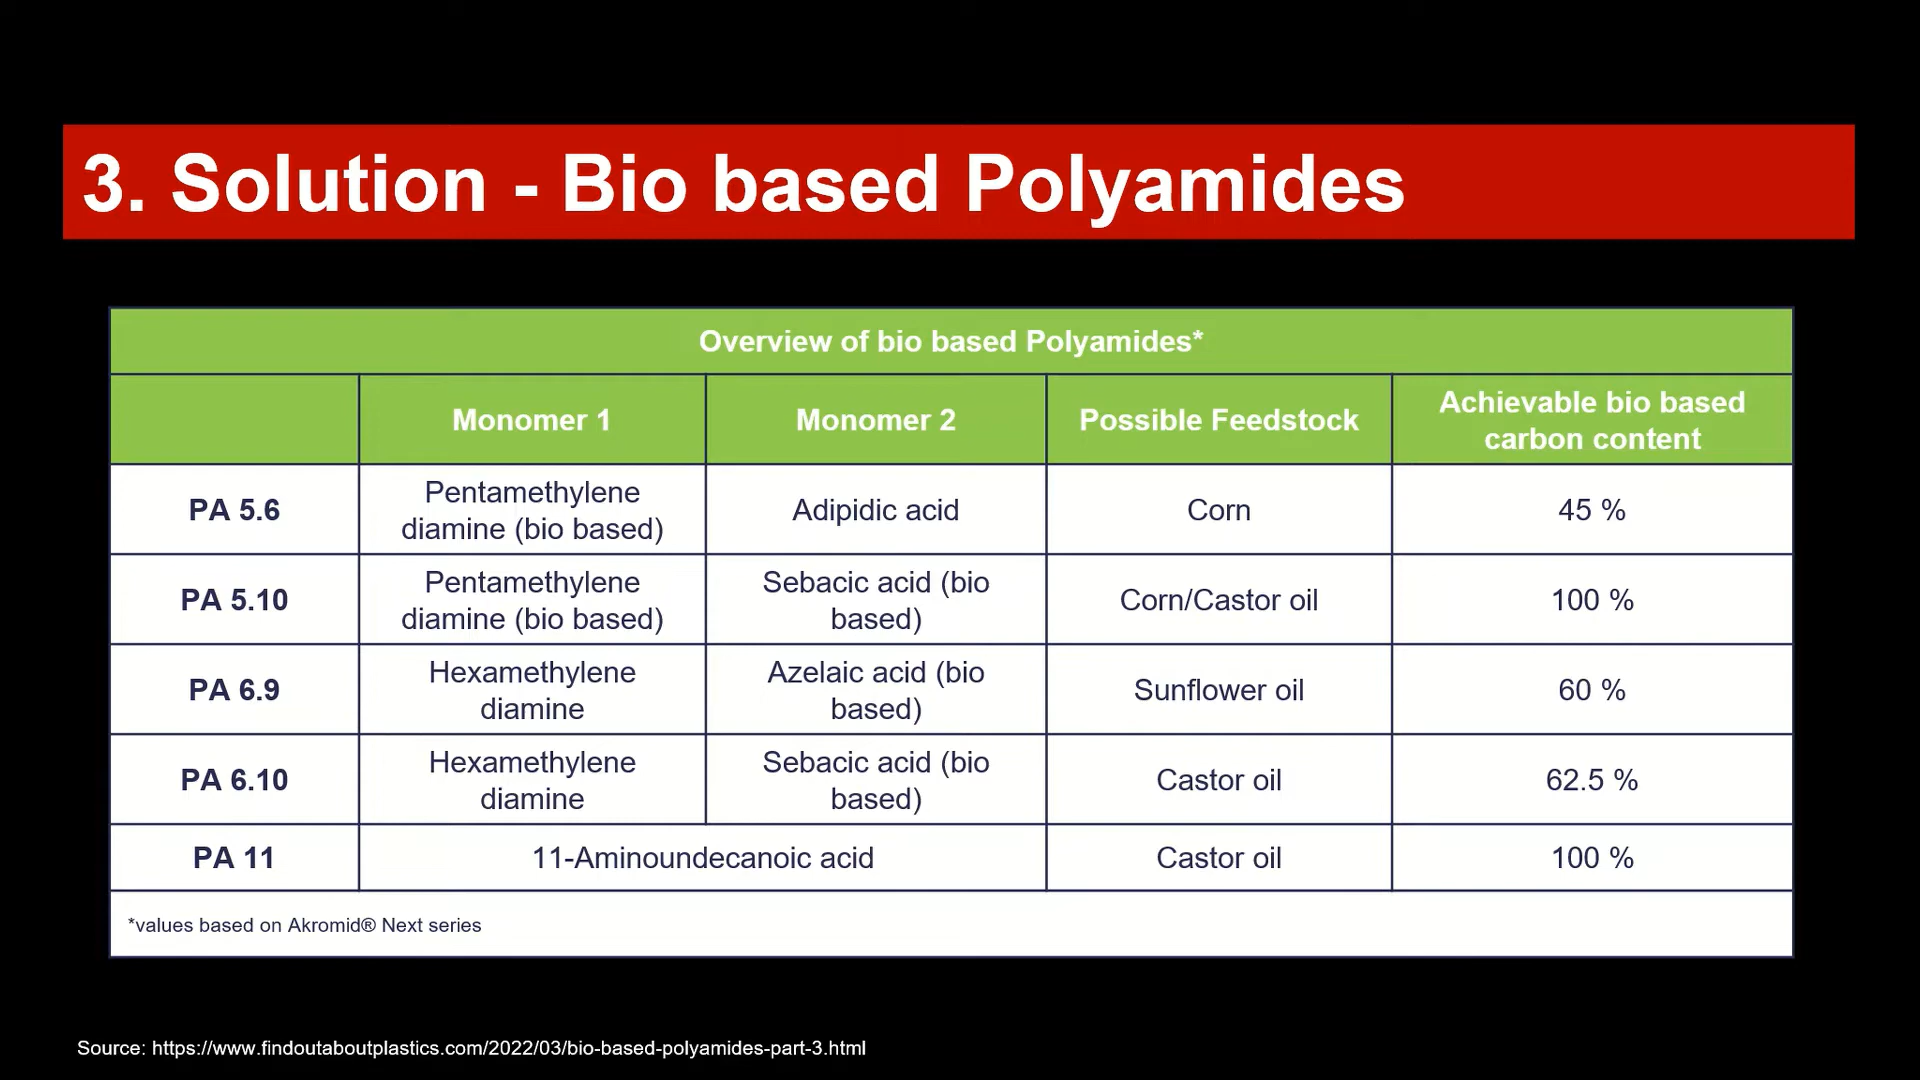 3. Solution - Bio based Polyamides
Overview of bio based Polyamides*
Monomer 1
Monomer 2
Possible Feedstock
Achievable bio based
carbon content
PA 5.6
Pentamethylene
diamine (bio based)
Adipidic acid
Corn
45 %
PA 5.10
Pentamethylene
diamine (bio based)
Sebacic acid (bio
based)
Corn/Castor oil
100 %
PA 6.9
Hexamethylene
diamine
Azelaic acid (bio
based)
Sunflower oil
60 %
PA 6.10
Hexamethylene
diamine
Sebacic acid (bio
based)
Castor oil
62.5 %
PA 11
11-Aminoundecanoic acid
Castor oil
100 %
*values based on Akromid® Next series
Source: https://www.findoutaboutplastics.com/2022/03/bio-based-polyamides-part-3.html